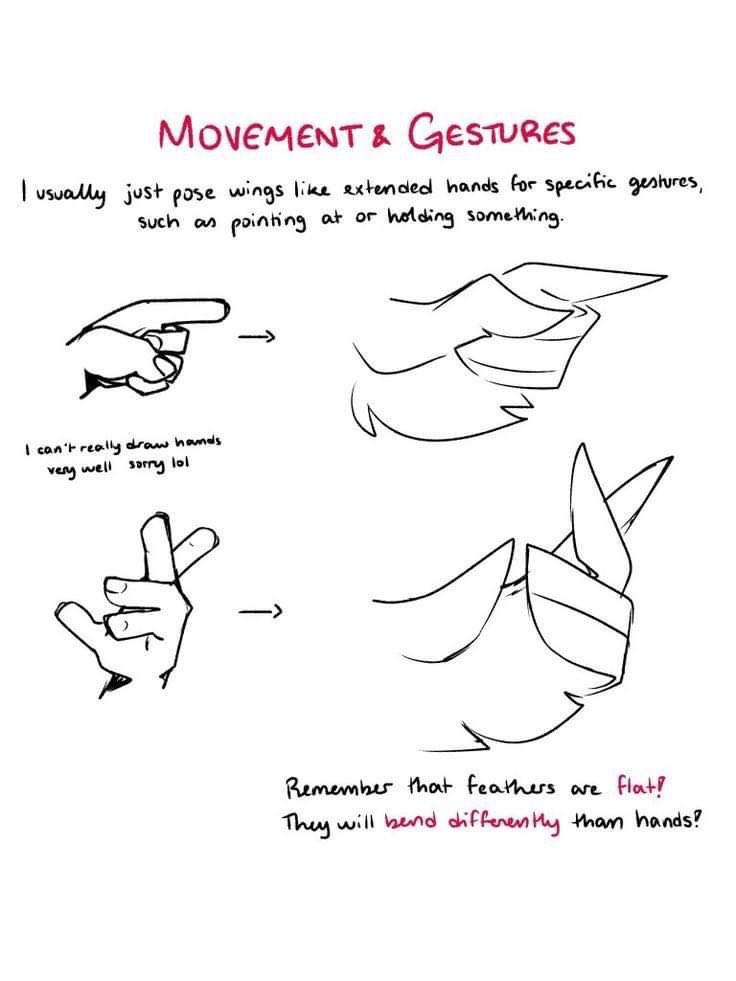 MOVEMENT & GESTURES
I usually just pose wings like extended hands for specific gestures,
such as pointing at or holding something.
I can't really draw hands
very well sorry lol
Remember that feathers are flat!
They will bend differently than hands!